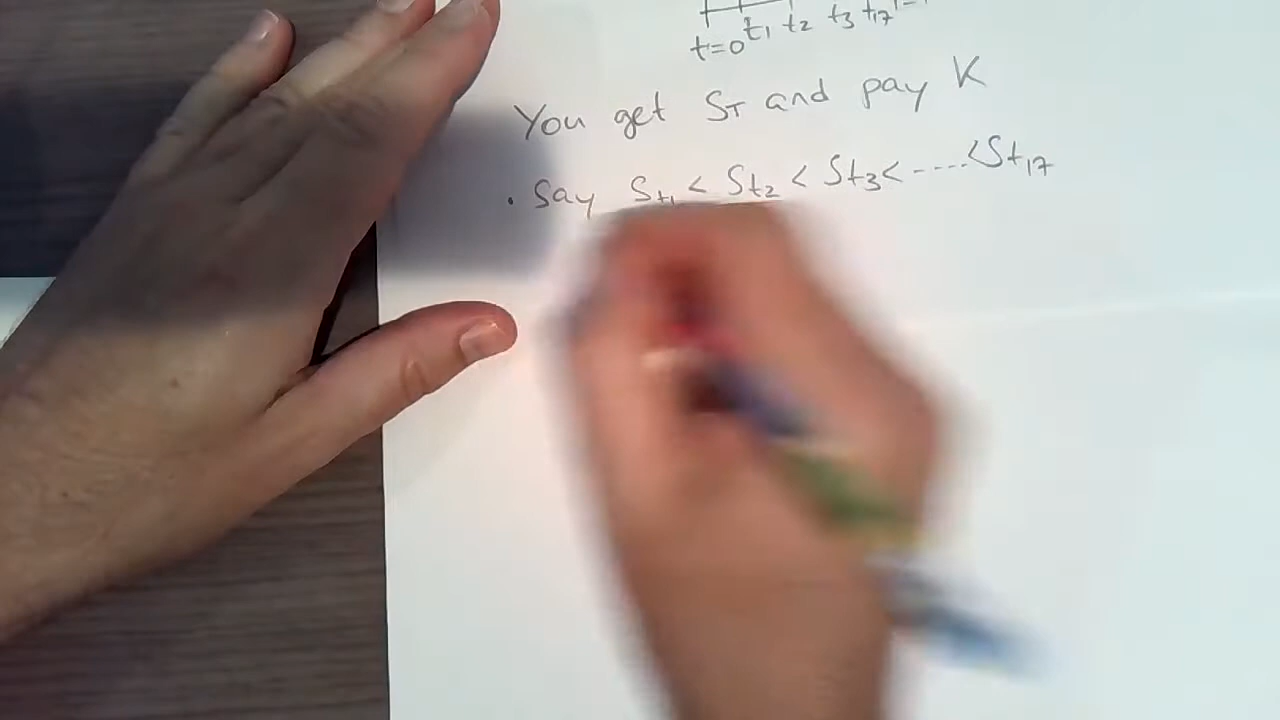 t=0 t1 t2 t3 t17
You get ST and pay K
. Say St1 < St2 < St3 < ..... < St17